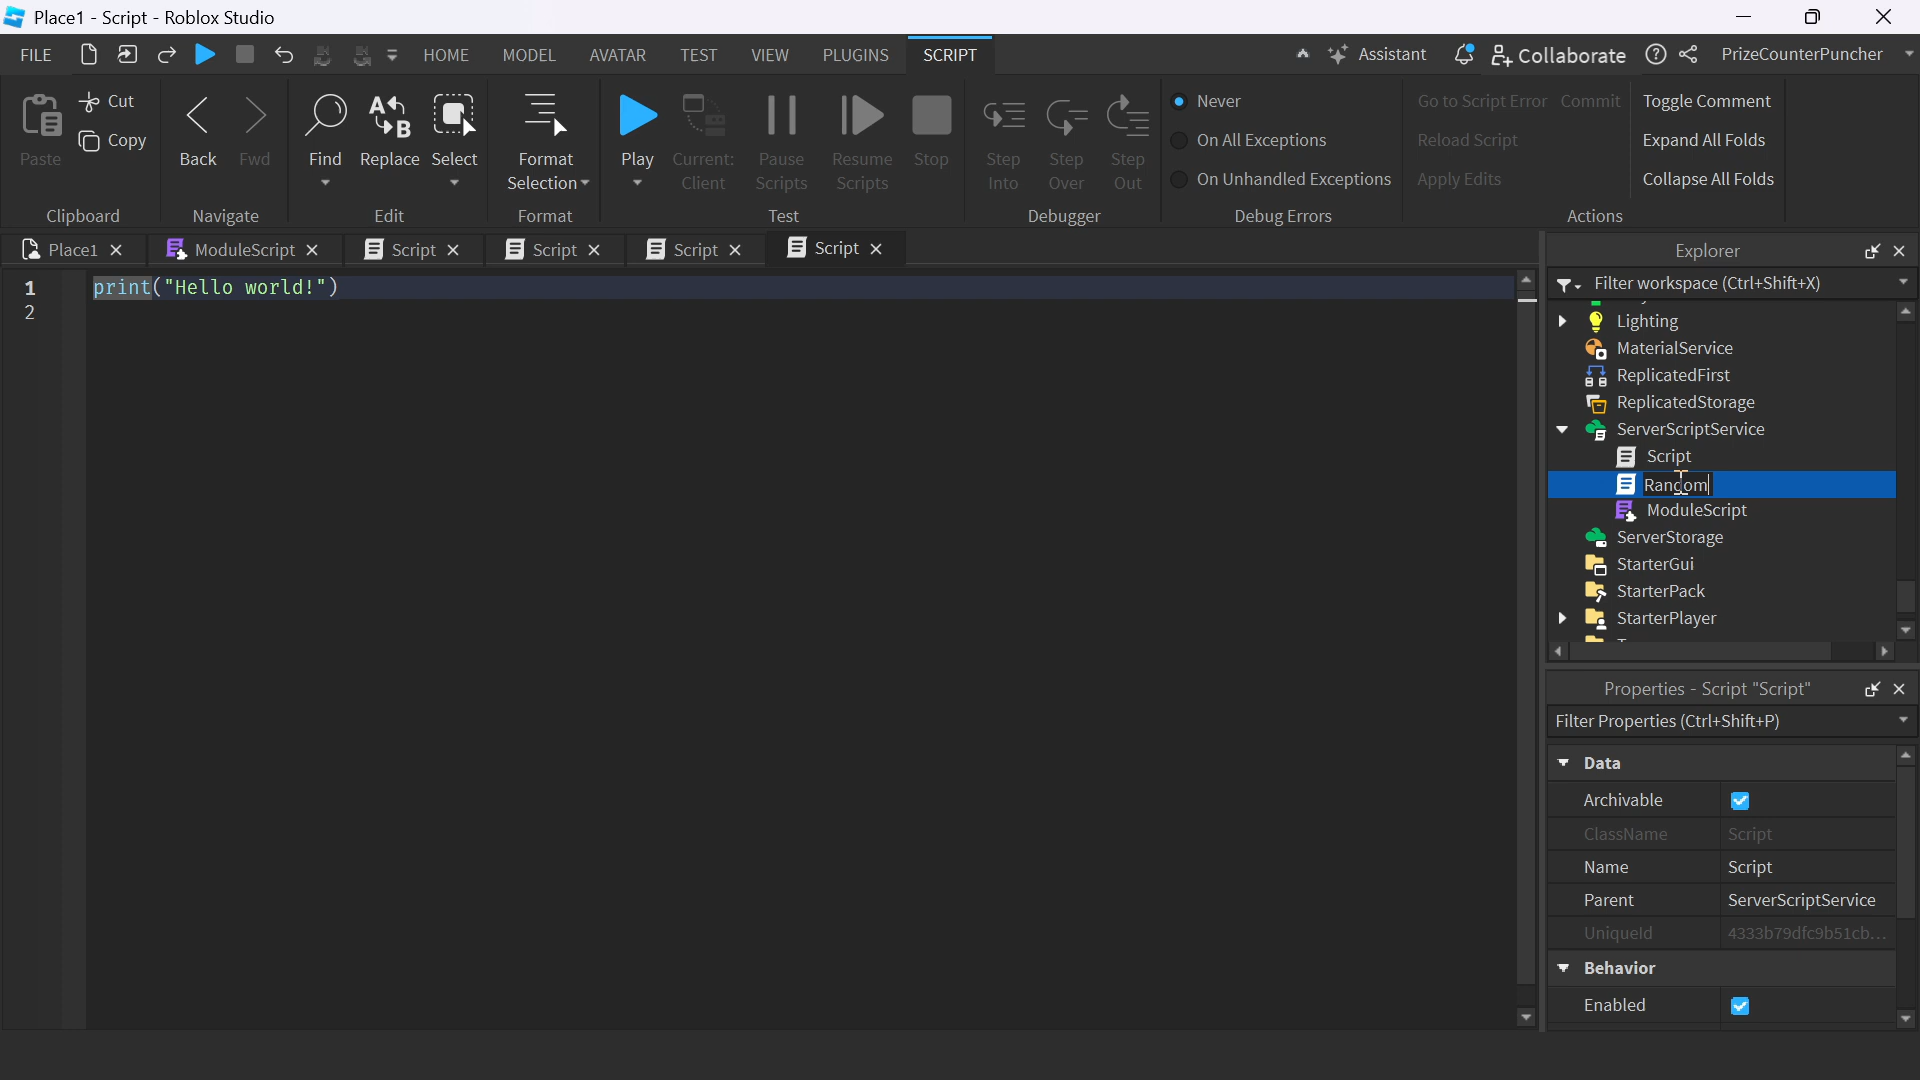 Place1 - Script - Roblox Studio
FILE HOME MODEL AVATAR TEST VIEW PLUGINS SCRIPT Assistant Collaborate PrizeCounterPuncher
Paste Cut Copy
Clipboard
Back Fwd
Navigate
Find Replace Select
Edit
Format Selection
Format
Play Current: Client Pause Scripts Resume Scripts Stop
Test
Step Into Step Over Step Out
Debugger
Never
On All Exceptions
On Unhandled Exceptions
Debug Errors
Go to Script Error Commit Toggle Comment
Reload Script Expand All Folds
Apply Edits Collapse All Folds
Actions
Place1 ModuleScript Script Script Script Script
1 print("Hello world!")
2
Explorer
Filter workspace (Ctrl+Shift+X)
Lighting
MaterialService
ReplicatedFirst
ReplicatedStorage
ServerScriptService
Script
Random
ModuleScript
ServerStorage
StarterGui
StarterPack
StarterPlayer
Properties - Script "Script"
Filter Properties (Ctrl+Shift+P)
Data
Archivable
ClassName Script
Name Script
Parent ServerScriptService
UniqueId 4333b79dfc9b51cb...
Behavior
Enabled